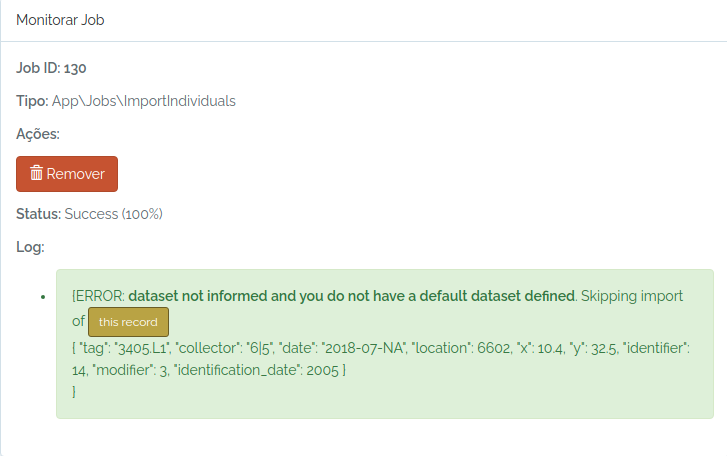 Monitorar Job
Job ID: 130
Tipo: App\Jobs\ImportIndividuals
Ações:
Remover
Status: Success (100%)
Log:
{ERROR: dataset not informed and you do not have a default dataset defined. Skipping import
of this record
{ "tag": "3405.L1", "collector": "6|5", "date": "2018-07-NA", "location": 6602, "x": 10.4, "y": 32.5, "identifier":
14, "modifier": 3, "identification_date": 2005 }
}